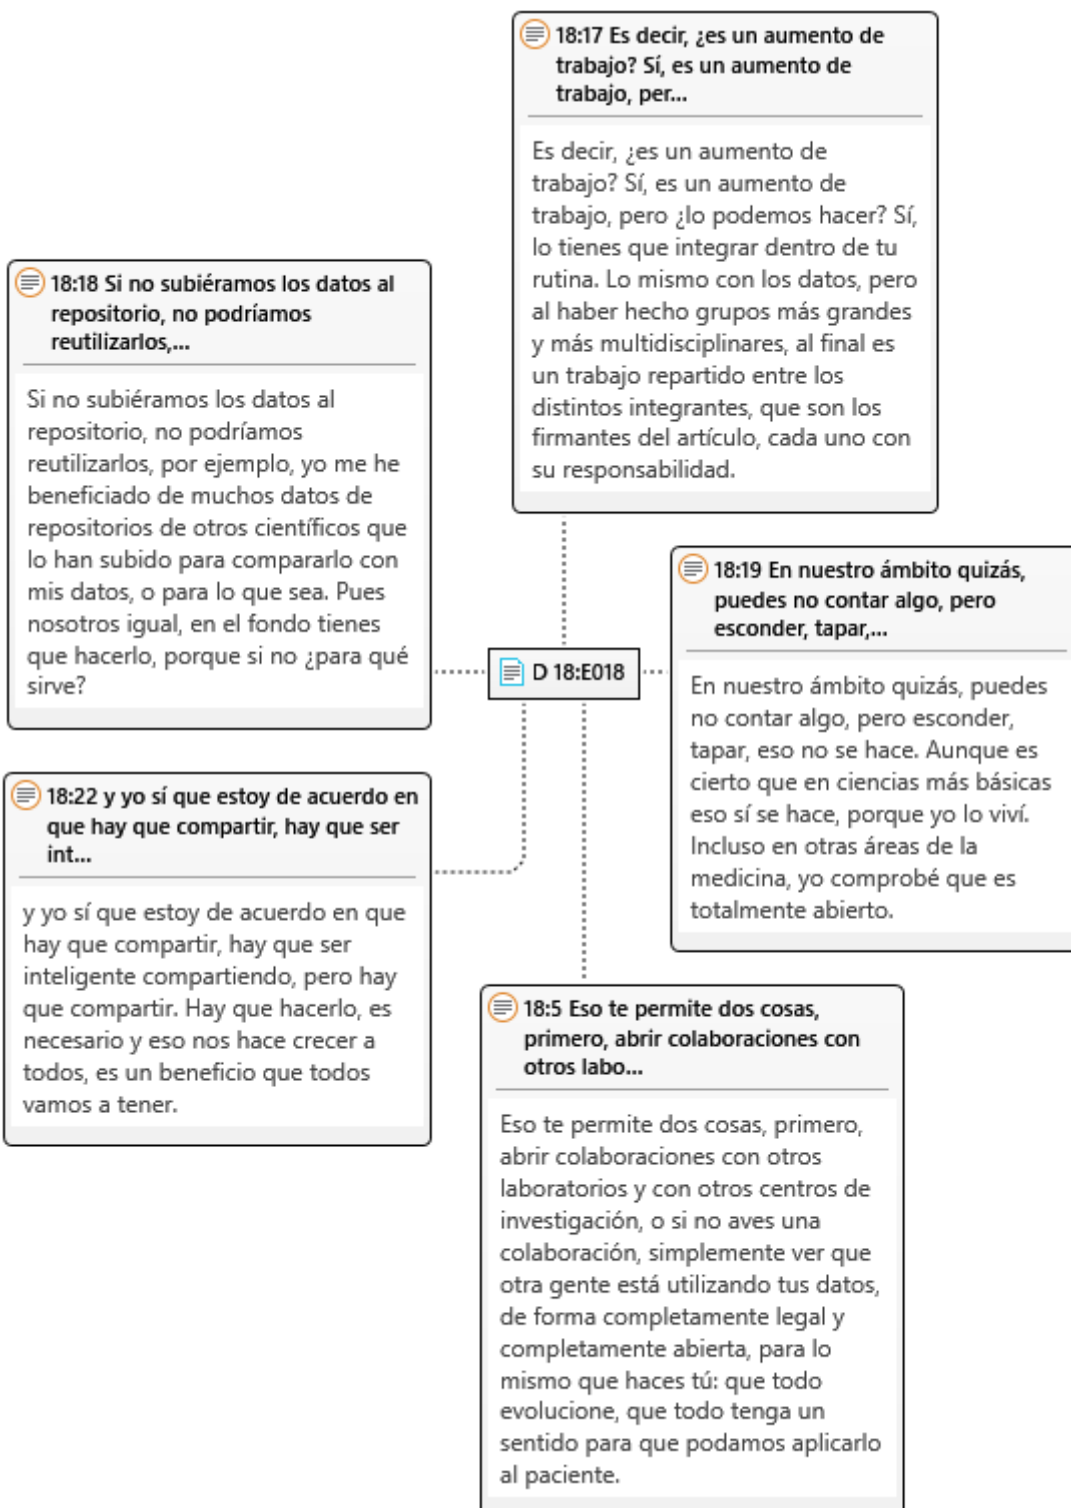 18:17 Es decir, ¿es un aumento de
trabajo? Sí, es un aumento de
trabajo, per...
Es decir, ¿es un aumento de
trabajo? Sí, es un aumento de
trabajo, pero ¿lo podemos hacer? Sí,
lo tienes que integrar dentro de tu
rutina. Lo mismo con los datos, pero
al haber hecho grupos más grandes
y más multidisciplinares, al final es
un trabajo repartido entre los
distintos integrantes, que son los
firmantes del artículo, cada uno con
su responsabilidad.
18:18 Si no subiéramos los datos al
repositorio, no podríamos
reutilizarlos,...
Si no subiéramos los datos al
repositorio, no podríamos
reutilizarlos, por ejemplo, yo me he
beneficiado de muchos datos de
repositorios de otros científicos que
lo han subido para compararlo con
mis datos, o para lo que sea. Pues
nosotros igual, en el fondo tienes
que hacerlo, porque si no ¿para qué
sirve?
D 18:E018
18:19 En nuestro ámbito quizás,
puedes no contar algo, pero
esconder, tapar,...
En nuestro ámbito quizás, puedes
no contar algo, pero esconder,
tapar, eso no se hace. Aunque es
cierto que en ciencias más básicas
eso sí se hace, porque yo lo viví.
Incluso en otras áreas de la
medicina, yo comprobé que es
totalmente abierto.
18:22 y yo sí que estoy de acuerdo en
que hay que compartir, hay que ser
int...
y yo sí que estoy de acuerdo en que
hay que compartir, hay que ser
inteligente compartiendo, pero hay
que compartir. Hay que hacerlo, es
necesario y eso nos hace crecer a
todos, es un beneficio que todos
vamos a tener.
18:5 Eso te permite dos cosas,
primero, abrir colaboraciones con
otros labo...
Eso te permite dos cosas, primero,
abrir colaboraciones con otros
laboratorios y con otros centros de
investigación, o si no aves una
colaboración, simplemente ver que
otra gente está utilizando tus datos,
de forma completamente legal y
completamente abierta, para lo
mismo que haces tú: que todo
evolucione, que todo tenga un
sentido para que podamos aplicarlo
al paciente.